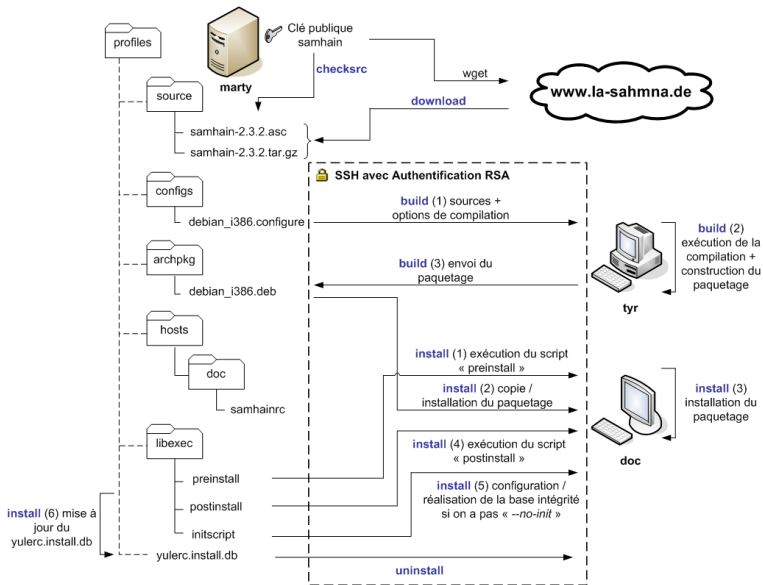 profiles
marty
Clé publique
samhain
checksrc
wget
www.la-sahmna.de
download
source
samhain-2.3.2.asc
samhain-2.3.2.tar.gz
SSH avec Authentification RSA
configs
debian_i386.configure
build (1) sources +
options de compilation
build (2)
exécution de la
compilation +
construction du
paquetage
tyr
archpkg
debian_i386.deb
build (3) envoi du
paquetage
hosts
doc
samhainrc
install (1) exécution du script
« preinstall »
install (2) copie /
installation du paquetage
install (3)
installation du
paquetage
doc
libexec
preinstall
postinstall
initscript
install (4) exécution du script
« postinstall »
install (5) configuration /
réalisation de la base intégrité
si on a pas « --no-init »
install (6) mise à
jour du
yulerc.install.db
yulerc.install.db
uninstall